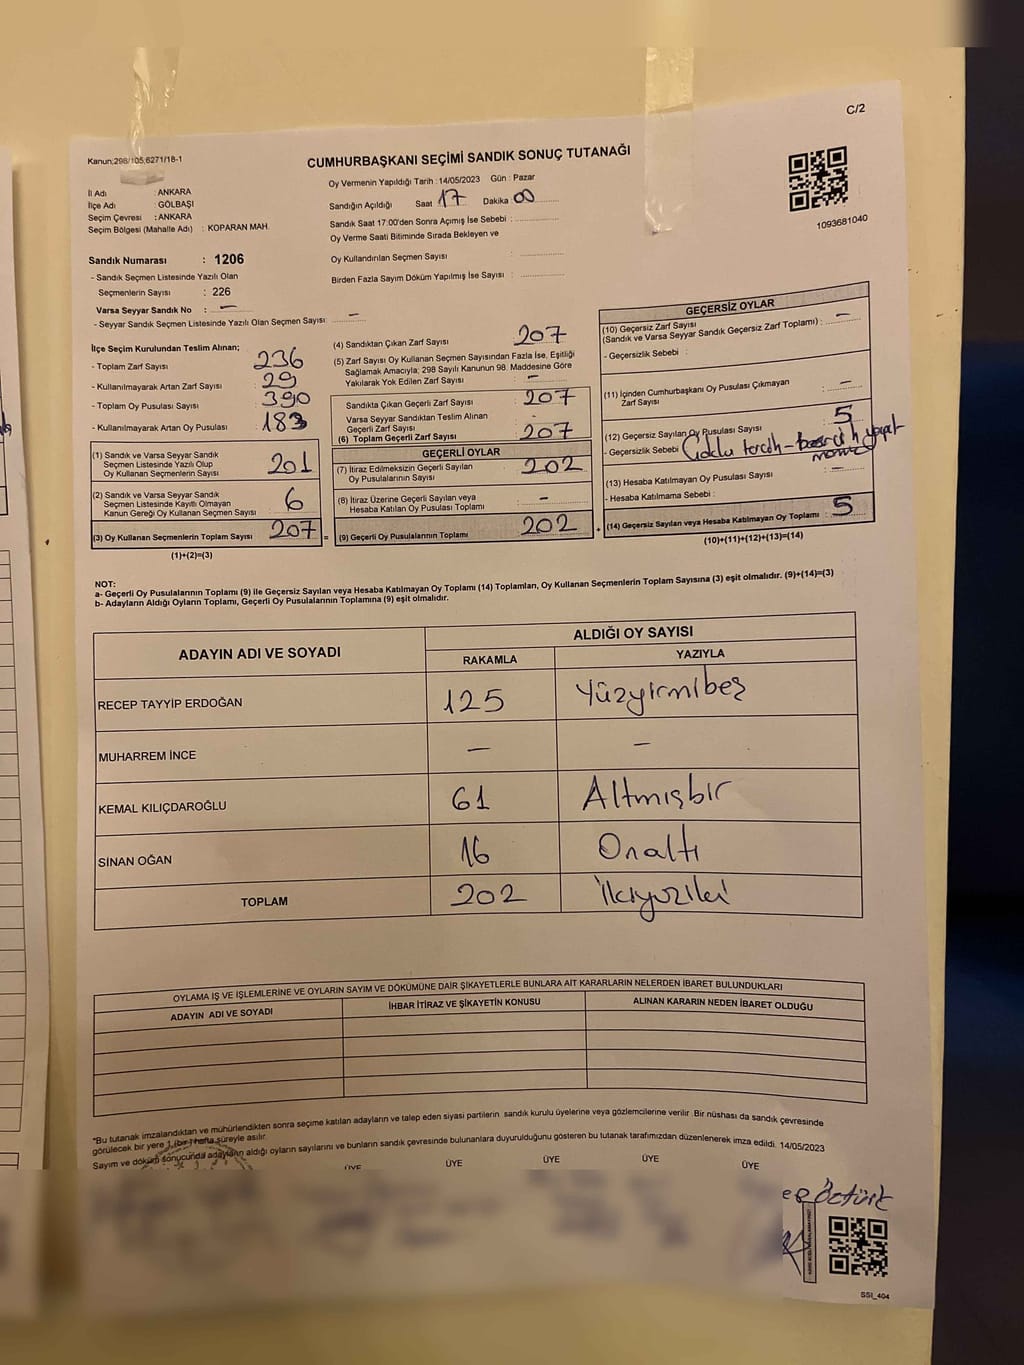 C/2
Kanun:298/105,6271/18-1
CUMHURBAŞKANI SEÇİMİ SANDIK SONUÇ TUTANAĞI
1093681040
İl Adı : ANKARA
İlçe Adı : GÖLBAŞI
Seçim Çevresi : ANKARA
Seçim Bölgesi (Mahalle Adı) : KOPARAN MAH.
Oy Vermenin Yapıldığı Tarih : 14/05/2023 Gün : Pazar
Sandığın Açıldığı Saat 17 Dakika 00
Sandık Saat 17:00'den Sonra Açımış İse Sebebi :
Oy Verme Saati Bitiminde Sırada Bekleyen ve
Oy Kullandırılan Seçmen Sayısı :
Birden Fazla Sayım Döküm Yapılmış İse Sayısı :
Sandık Numarası : 1206
- Sandık Seçmen Listesinde Yazılı Olan
Seçmenlerin Sayısı : 226
Varsa Seyyar Sandık No : —
- Seyyar Sandık Seçmen Listesinde Yazılı Olan Seçmen Sayısı : —
İlçe Seçim Kurulundan Teslim Alınan;
- Toplam Zarf Sayısı 236
- Kullanılmayarak Artan Zarf Sayısı : 29
- Toplam Oy Pusulası Sayısı : 390
- Kullanılmayarak Artan Oy Pusulası : 183
(1) Sandık ve Varsa Seyyar Sandık
Seçmen Listesinde Yazılı Olup
Oy Kullanan Seçmenlerin Sayısı 201
(2) Sandık ve Varsa Seyyar Sandık
Seçmen Listesinde Kayıtlı Olmayan
Kanun Gereği Oy Kullanan Seçmen Sayısı 6
(3) Oy Kullanan Seçmenlerin Toplam Sayısı 207
(1)+(2)=(3)
=
(4) Sandıktan Çıkan Zarf Sayısı 207
(5) Zarf Sayısı Oy Kullanan Seçmen Sayısından Fazla İse, Eşitliği
Sağlamak Amacıyla; 298 Sayılı Kanunun 98. Maddesine Göre
Yakılarak Yok Edilen Zarf Sayısı : —
Sandıkta Çıkan Geçerli Zarf Sayısı : 207
Varsa Seyyar Sandıktan Teslim Alınan
Geçerli Zarf Sayısı : -
(6) Toplam Geçerli Zarf Sayısı : 207
GEÇERLİ OYLAR
(7) İtiraz Edilmeksizin Geçerli Sayılan
Oy Pusulalarının Sayısı : 202
(8) İtiraz Üzerine Geçerli Sayılan veya
Hesaba Katılan Oy Pusulası Toplamı : —
(9) Geçerli Oy Pusulalarının Toplamı : 202
+
GEÇERSİZ OYLAR
(10) Geçersiz Zarf Sayısı
(Sandık ve Varsa Seyyar Sandık Geçersiz Zarf Toplamı) : —
- Geçersizlik Sebebi :
(11) İçinden Cumhurbaşkanı Oy Pusulası Çıkmayan
Zarf Sayısı : —
(12) Geçersiz Sayılan Oy Pusulası Sayısı : 5
- Geçersizlik Sebebi Çoklu tercih -
(13) Hesaba Katılmayan Oy Pusulası Sayısı : —
- Hesaba Katılmama Sebebi :
(14) Geçersiz Sayılan veya Hesaba Katılmayan Oy Toplamı : 5
(10)+(11)+(12)+(13)=(14)
NOT:
a- Geçerli Oy Pusulalarının Toplamı (9) ile Geçersiz Sayılan veya Hesaba Katılmayan Oy Toplamı (14) Toplamları, Oy Kullanan Seçmenlerin Toplam Sayısına (3) eşit olmalıdır. (9)+(14)=(3)
b- Adayların Aldığı Oyların Toplamı, Geçerli Oy Pusulalarının Toplamına (9) eşit olmalıdır.
ADAYIN ADI VE SOYADI
ALDIĞI OY SAYISI
RAKAMLA YAZIYLA
RECEP TAYYİP ERDOĞAN 125 Yüzyirmibeş
MUHARREM İNCE — —
KEMAL KILIÇDAROĞLU 61 Altmışbir
SİNAN OĞAN 16 Onaltı
TOPLAM 202 İkiyüziki
OYLAMA İŞ VE İŞLEMLERİNE VE OYLARIN SAYIM VE DÖKÜMÜNE DAİR ŞİKAYETLERLE BUNLARA AİT KARARLARIN NELERDEN İBARET BULUNDUKLARI
ADAYIN ADI VE SOYADI İHBAR İTİRAZ VE ŞİKAYETİN KONUSU ALINAN KARARIN NEDEN İBARET OLDUĞU
*Bu tutanak imzalandıktan ve mühürlendikten sonra seçime katılan adayların ve talep eden siyasi partilerin sandık kurulu üyelerine veya gözlemcilerine verilir. Bir nüshası da sandık çevresinde
görülecek bir yere 1 (bir) hafta süreyle asılır.
Sayım ve döküm sonucunda adayların aldığı oyların sayılarını ve bunların sandık çevresinde bulunanlara duyurulduğunu gösteren bu tutanak tarafımızdan düzenlenerek imza edildi. 14/05/2023
ÜYE ÜYE ÜYE ÜYE ÜYE
Öztürk
SSI_404